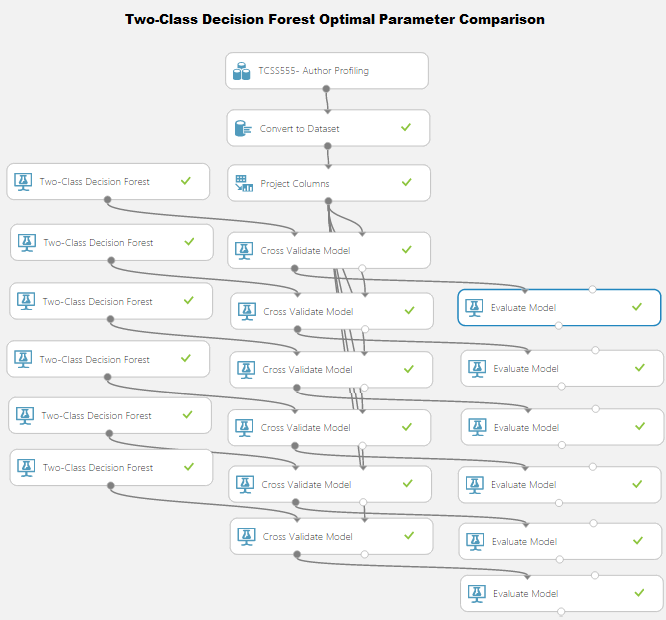 Two-Class Decision Forest Optimal Parameter Comparison
TCSS555- Author Profiling
Convert to Dataset
Two-Class Decision Forest
Project Columns
Two-Class Decision Forest
Cross Validate Model
Two-Class Decision Forest
Cross Validate Model
Evaluate Model
Two-Class Decision Forest
Cross Validate Model
Evaluate Model
Two-Class Decision Forest
Cross Validate Model
Evaluate Model
Two-Class Decision Forest
Cross Validate Model
Evaluate Model
Cross Validate Model
Evaluate Model
Evaluate Model